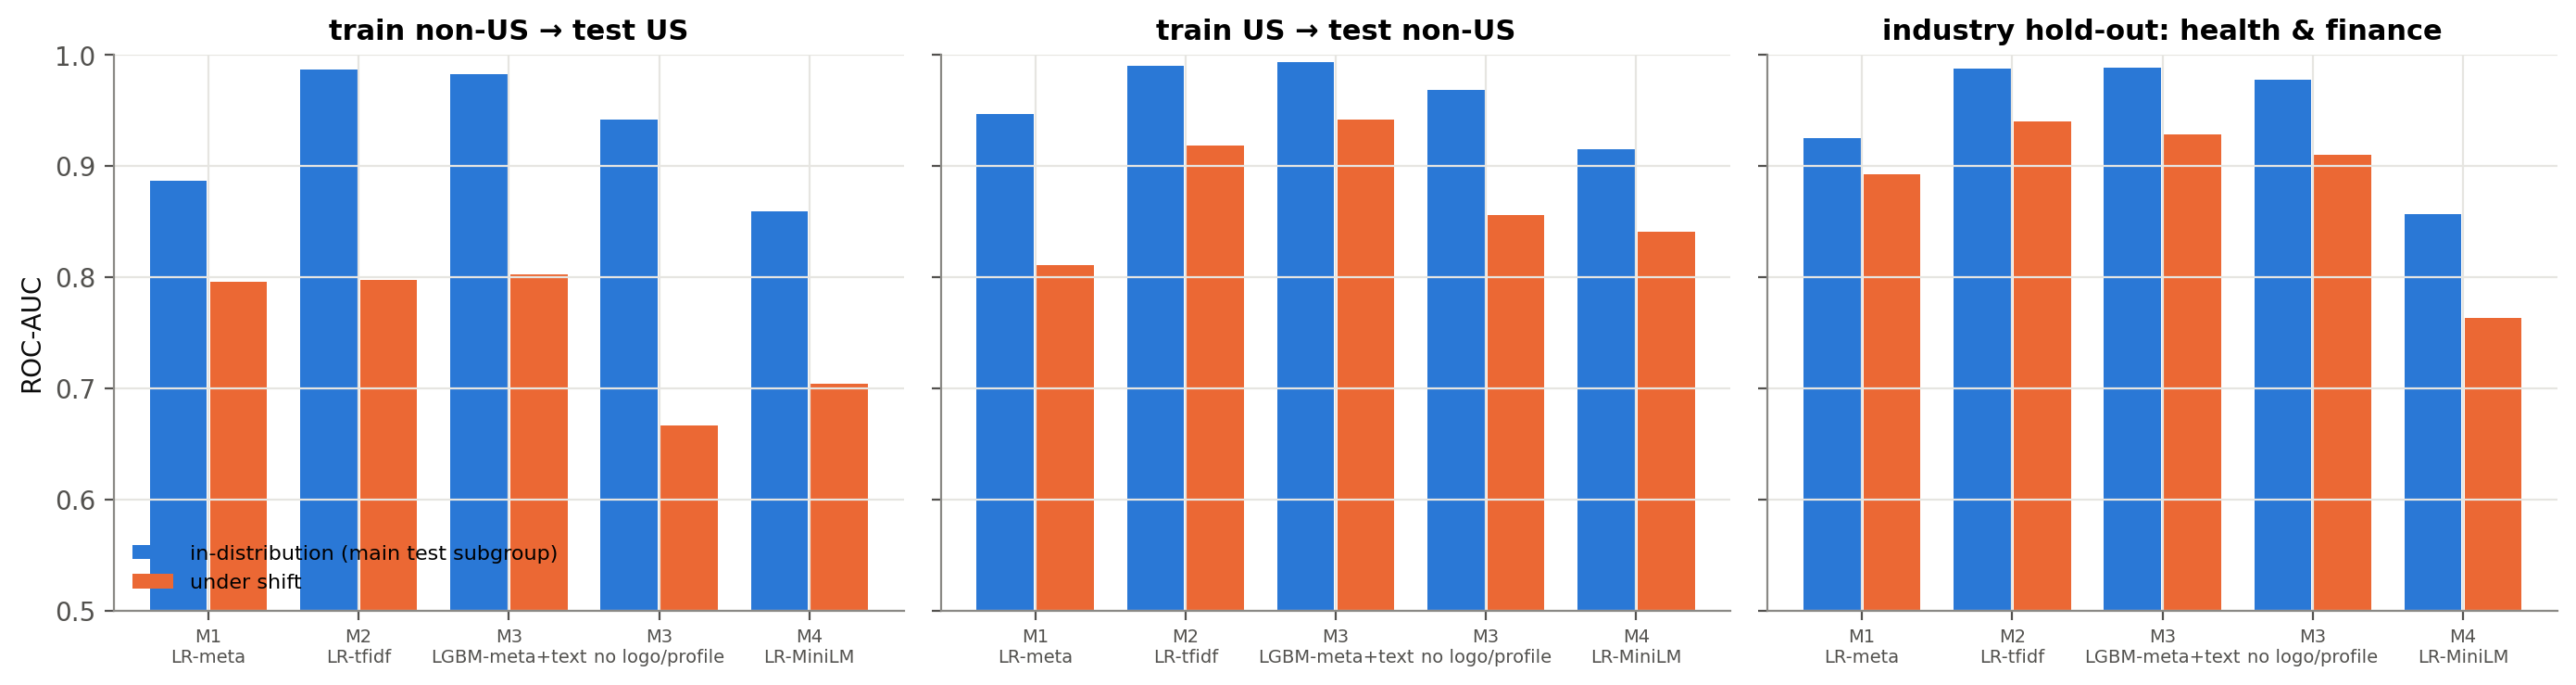 train non-US → test US
train US → test non-US
industry hold-out: health & finance
ROC-AUC
1.0
0.9
0.8
0.7
0.6
0.5
in-distribution (main test subgroup)
under shift
M1
LR-meta
M2
LR-tfidf
M3
LGBM-meta+text
M3
no logo/profile
M4
LR-MiniLM
M1
LR-meta
M2
LR-tfidf
M3
LGBM-meta+text
M3
no logo/profile
M4
LR-MiniLM
M1
LR-meta
M2
LR-tfidf
M3
LGBM-meta+text
M3
no logo/profile
M4
LR-MiniLM